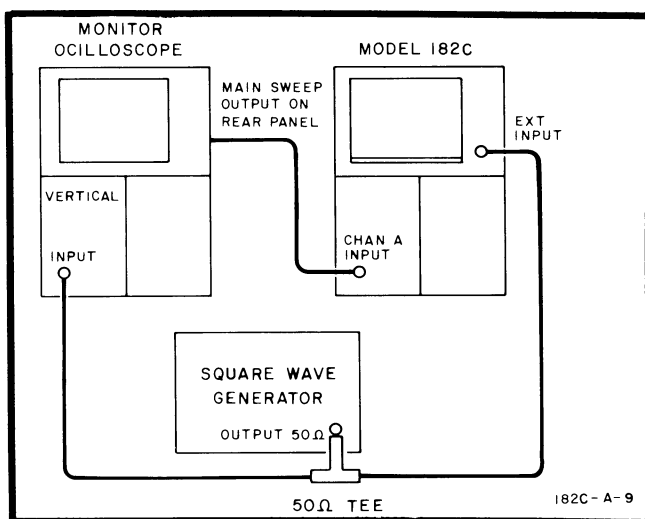 MONITOR
OCILLOSCOPE
MODEL 182C
MAIN SWEEP
OUTPUT ON
REAR PANEL
EXT
INPUT
VERTICAL
INPUT
CHAN A
INPUT
SQUARE WAVE
GENERATOR
OUTPUT 50Ω
50Ω TEE
182C-A-9